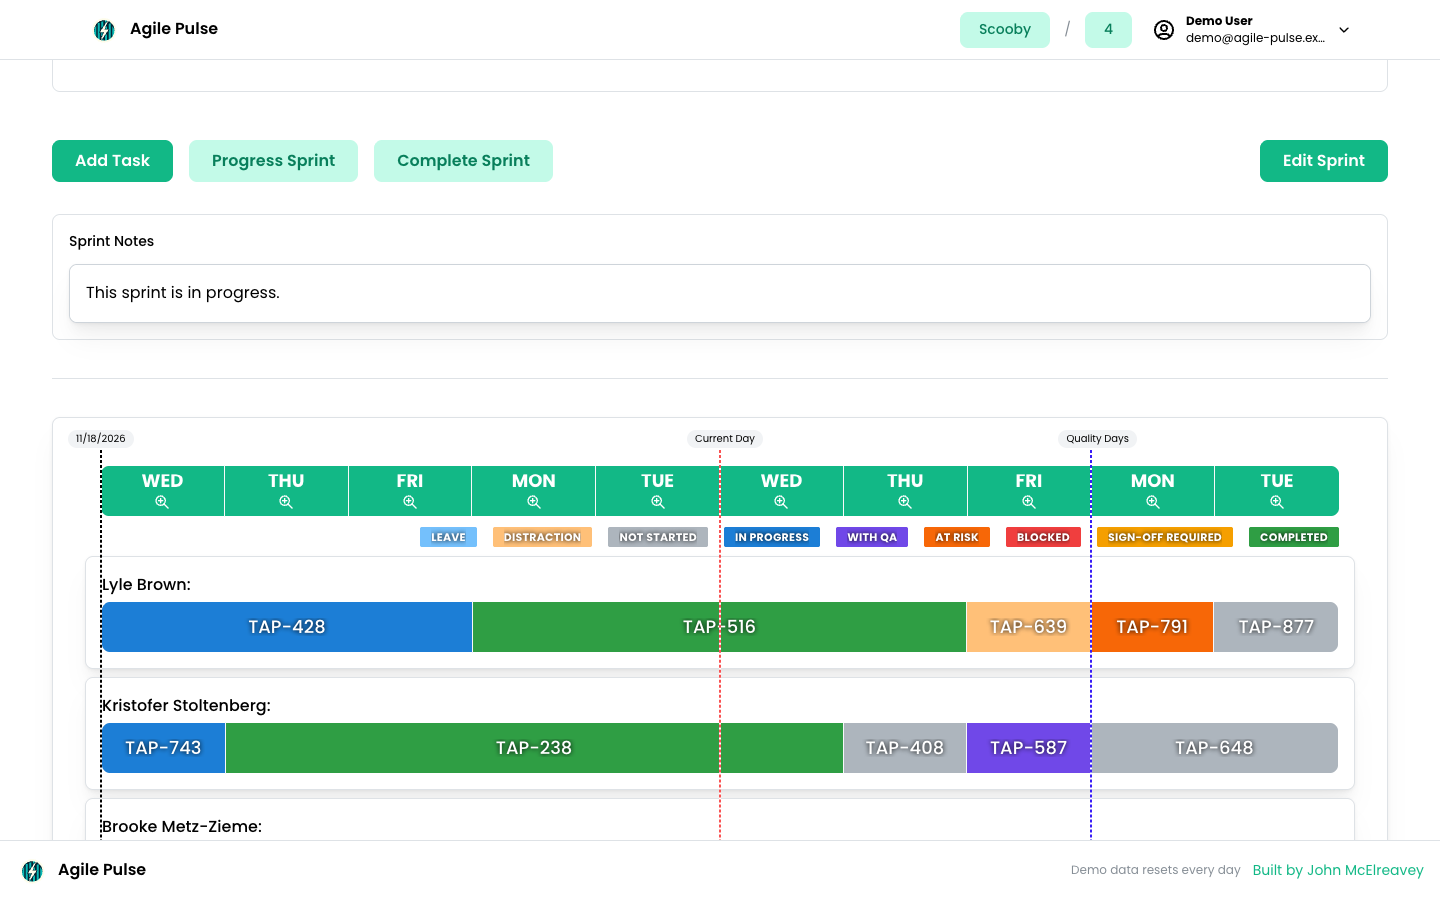 Agile Pulse
Scooby / 4
Demo User
demo@agile-pulse.ex...
Add Task
Progress Sprint
Complete Sprint
Edit Sprint
Sprint Notes
This sprint is in progress.
11/18/2026
Current Day
Quality Days
WED THU FRI MON TUE WED THU FRI MON TUE
LEAVE DISTRACTION NOT STARTED IN PROGRESS WITH QA AT RISK BLOCKED SIGN-OFF REQUIRED COMPLETED
Lyle Brown:
TAP-428 TAP-516 TAP-639 TAP-791 TAP-877
Kristofer Stoltenberg:
TAP-743 TAP-238 TAP-408 TAP-587 TAP-648
Brooke Metz-Zieme:
Agile Pulse
Demo data resets every day
Built by John McElreavey